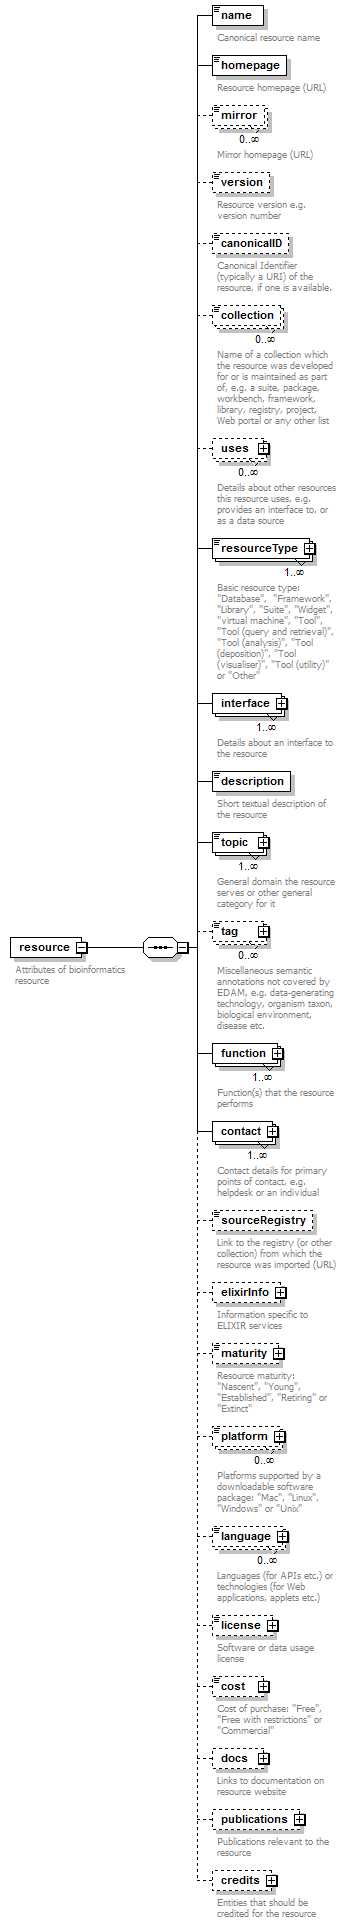 name
Canonical resource name
homepage
Resource homepage (URL)
mirror
0..∞
Mirror homepage (URL)
version
Resource version e.g.
version number
canonicalID
Canonical Identifier
(typically a URI) of the
resource, if one is available.
collection
0..∞
Name of a collection which
the resource was developed
for or is maintained as part
of, e.g. a suite, package,
workbench, framework,
library, registry, project,
Web portal or any other list
uses
0..∞
Details about other resources
this resource uses, e.g.
provides an interface to, or
as a data source
resourceType
1..∞
Basic resource type:
"Database", "Framework",
"Library", "Suite", "Widget",
"virtual machine", "Tool",
"Tool (query and retrieval)",
"Tool (analysis)", "Tool
(deposition)", "Tool
(visualiser)", "Tool (utility)"
or "Other"
interface
1..∞
Details about an interface to
the resource
description
Short textual description of
the resource
topic
1..∞
General domain the resource
serves or other general
category for it
tag
0..∞
Miscellaneous semantic
annotations not covered by
EDAM, e.g. data-generating
technology, organism taxon,
biological environment,
disease etc.
resource
Attributes of bioinformatics
resource
function
1..∞
Function(s) that the resource
performs
contact
1..∞
Contact details for primary
points of contact, e.g.
helpdesk or an individual
sourceRegistry
Link to the registry (or other
collection) from which the
resource was imported (URL)
elixirInfo
Information specific to
ELIXIR services
maturity
Resource maturity:
"Nascent", "Young",
"Established", "Retiring" or
"Extinct"
platform
0..∞
Platforms supported by a
downloadable software
package: "Mac", "Linux",
"Windows" or "Unix"
language
0..∞
Languages (for APIs etc.) or
technologies (for Web
applications, applets etc.)
license
Software or data usage
license
cost
Cost of purchase: "Free",
"Free with restrictions" or
"Commercial"
docs
Links to documentation on
resource website
publications
Publications relevant to the
resource
credits
Entities that should be
credited for the resource